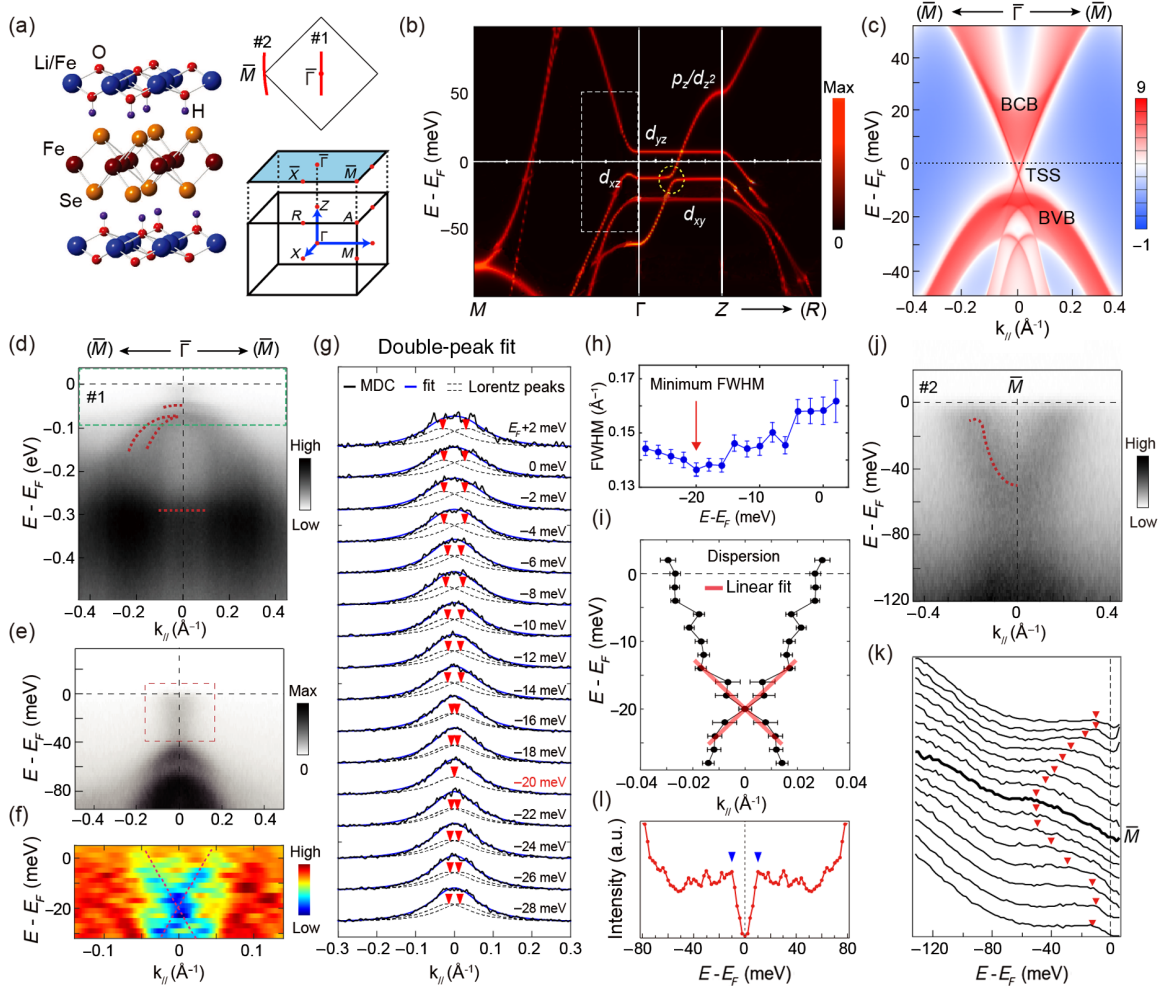 (a)
Li/Fe
O
H
Fe
Se
#2
#1
M̄
Γ̄
X̄
Γ̄
M̄
R
Z
A
X
Γ
M
(b)
E - E_F (meV)
50
0
−50
p_z/d_z²
d_yz
d_xz
d_xy
M
Γ
Z
(R)
Max
0
(c)
(M̄) ← Γ̄ → (M̄)
E - E_F (meV)
40
20
0
−20
−40
BCB
TSS
BVB
−0.4
−0.2
0
0.2
0.4
k_// (Å⁻¹)
9
−1
(d)
(M̄) ← Γ̄ → (M̄)
#1
E - E_F (eV)
0
−0.1
−0.2
−0.3
−0.4
−0.4
−0.2
0
0.2
0.4
k_// (Å⁻¹)
High
Low
(e)
E - E_F (meV)
0
−40
−80
−0.4
−0.2
0
0.2
0.4
Max
0
(f)
E - E_F (meV)
0
−20
−0.1
0
0.1
k_// (Å⁻¹)
High
Low
(g)
Double-peak fit
MDC
fit
Lorentz peaks
E_F+2 meV
0 meV
−2 meV
−4 meV
−6 meV
−8 meV
−10 meV
−12 meV
−14 meV
−16 meV
−18 meV
−20 meV
−22 meV
−24 meV
−26 meV
−28 meV
−0.3
−0.2
−0.1
0
0.1
0.2
0.3
k_// (Å⁻¹)
(h)
FWHM (Å⁻¹)
0.17
0.15
0.13
Minimum FWHM
−20
−10
0
E-E_F (meV)
(i)
Dispersion
Linear fit
E - E_F (meV)
0
−10
−20
−0.04
−0.02
0
0.02
0.04
k_// (Å⁻¹)
(l)
Intensity (a.u.)
−80
−40
0
40
80
E - E_F (meV)
(j)
#2
M̄
E - E_F (meV)
0
−40
−80
−120
−0.4
−0.2
0
0.2
0.4
k_// (Å⁻¹)
High
Low
(k)
M̄
−120
−80
−40
0
E - E_F (meV)